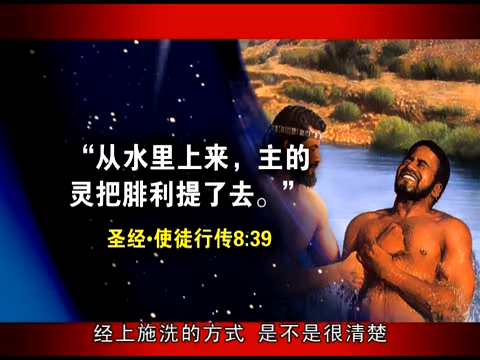 “从水里上来，主的
灵把腓利提了去。”
圣经•使徒行传8:39
经上施洗的方式 是不是很清楚